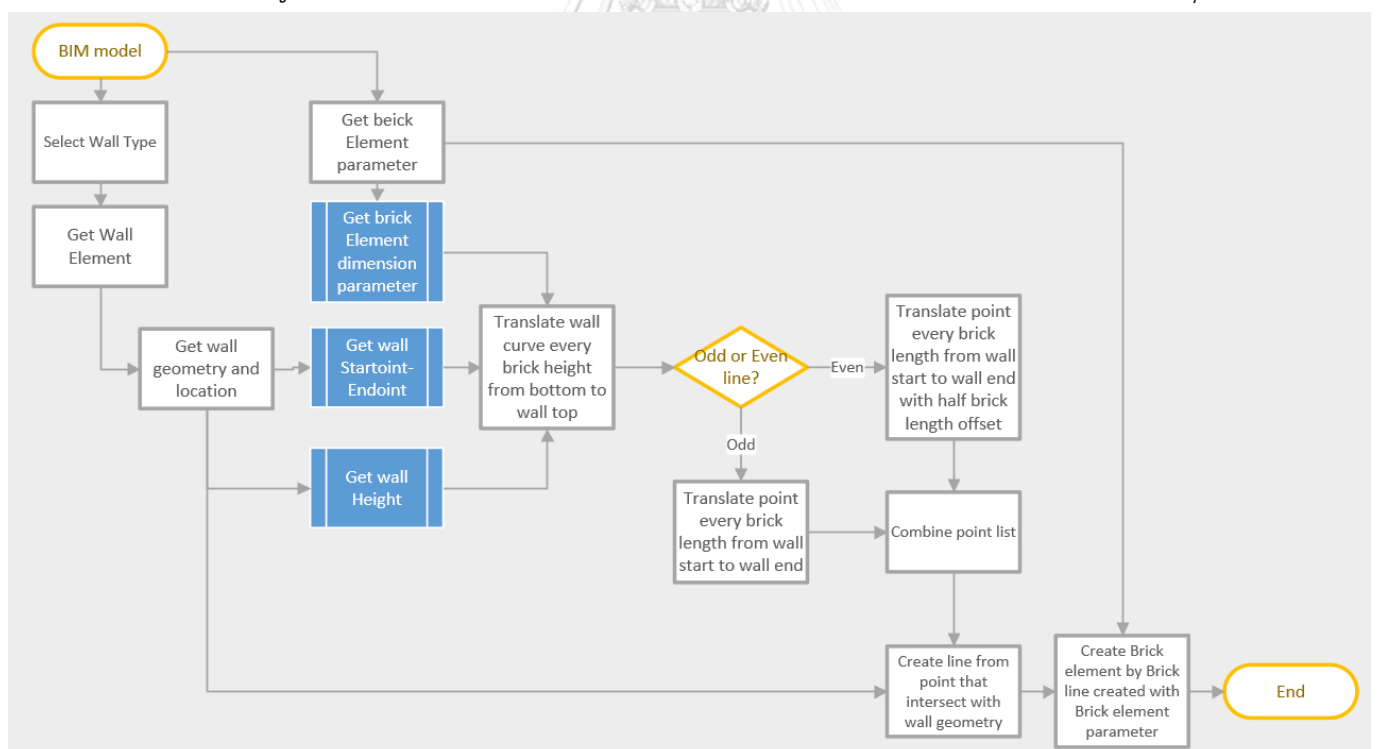 BIM model
Select Wall Type
Get Wall
Element
Get beick
Element
parameter
Get brick
Element
dimension
parameter
Get wall
geometry and
location
Get wall
Startoint-
Endoint
Get wall
Height
Translate wall
curve every
brick height
from bottom to
wall top
Odd or Even
line?
Even
Odd
Translate point
every brick
length from wall
start to wall end
with half brick
length offset
Translate point
every brick
length from wall
start to wall end
Combine point list
Create line from
point that
intersect with
wall geometry
Create Brick
element by Brick
line created with
Brick element
parameter
End